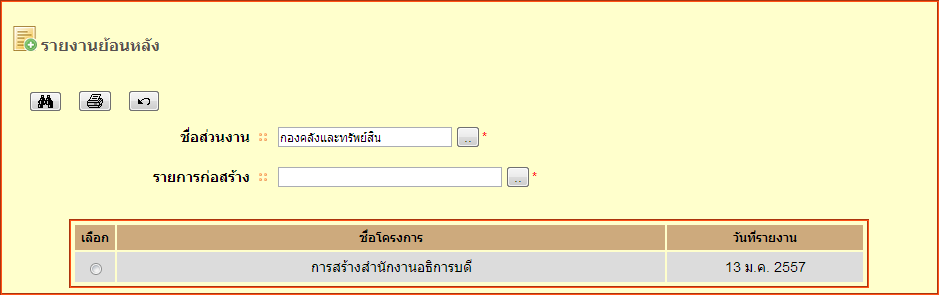 รายงานย้อนหลัง
ชื่อส่วนงาน กองคลังและทรัพย์สิน .. *
รายการก่อสร้าง .. *
เลือก ชื่อโครงการ วันที่รายงาน
การสร้างสำนักงานอธิการบดี 13 ม.ค. 2557